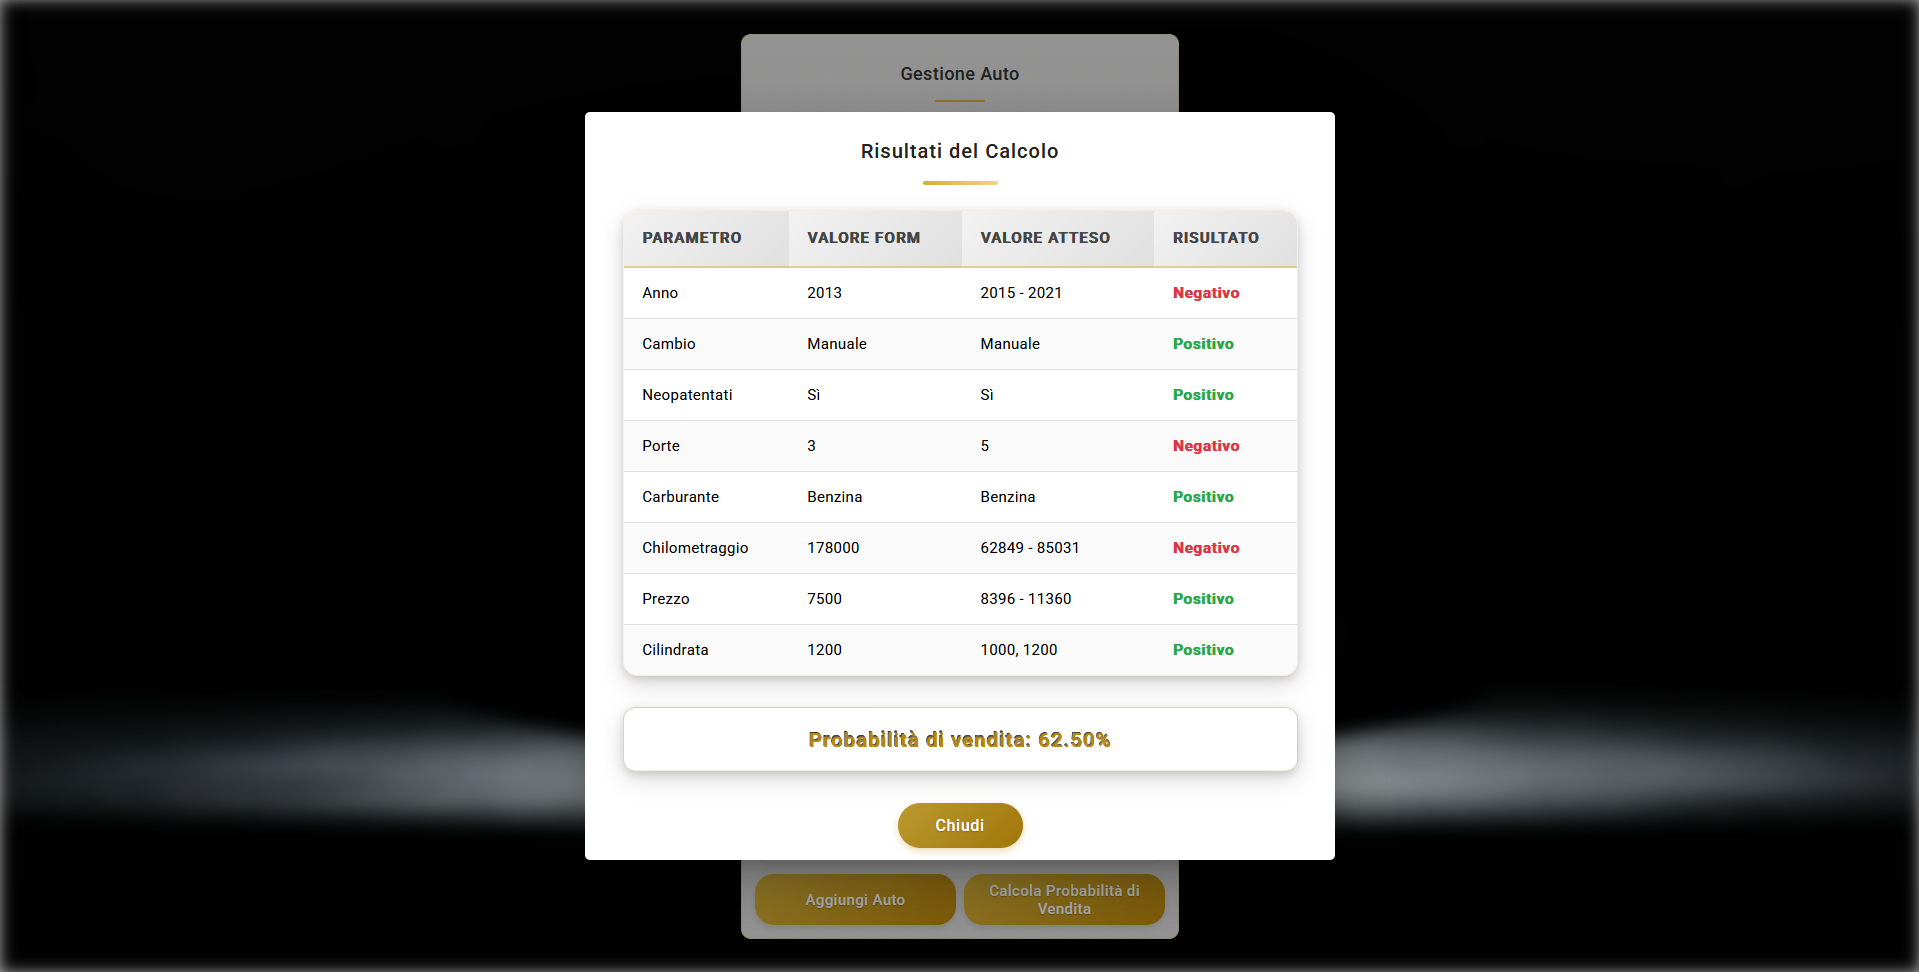 Gestione Auto
Risultati del Calcolo
PARAMETRO VALORE FORM VALORE ATTESO RISULTATO
Anno 2013 2015 - 2021 Negativo
Cambio Manuale Manuale Positivo
Neopatentati Sì Sì Positivo
Porte 3 5 Negativo
Carburante Benzina Benzina Positivo
Chilometraggio 178000 62849 - 85031 Negativo
Prezzo 7500 8396 - 11360 Positivo
Cilindrata 1200 1000, 1200 Positivo
Probabilità di vendita: 62.50%
Chiudi
Aggiungi Auto
Calcola Probabilità di
Vendita